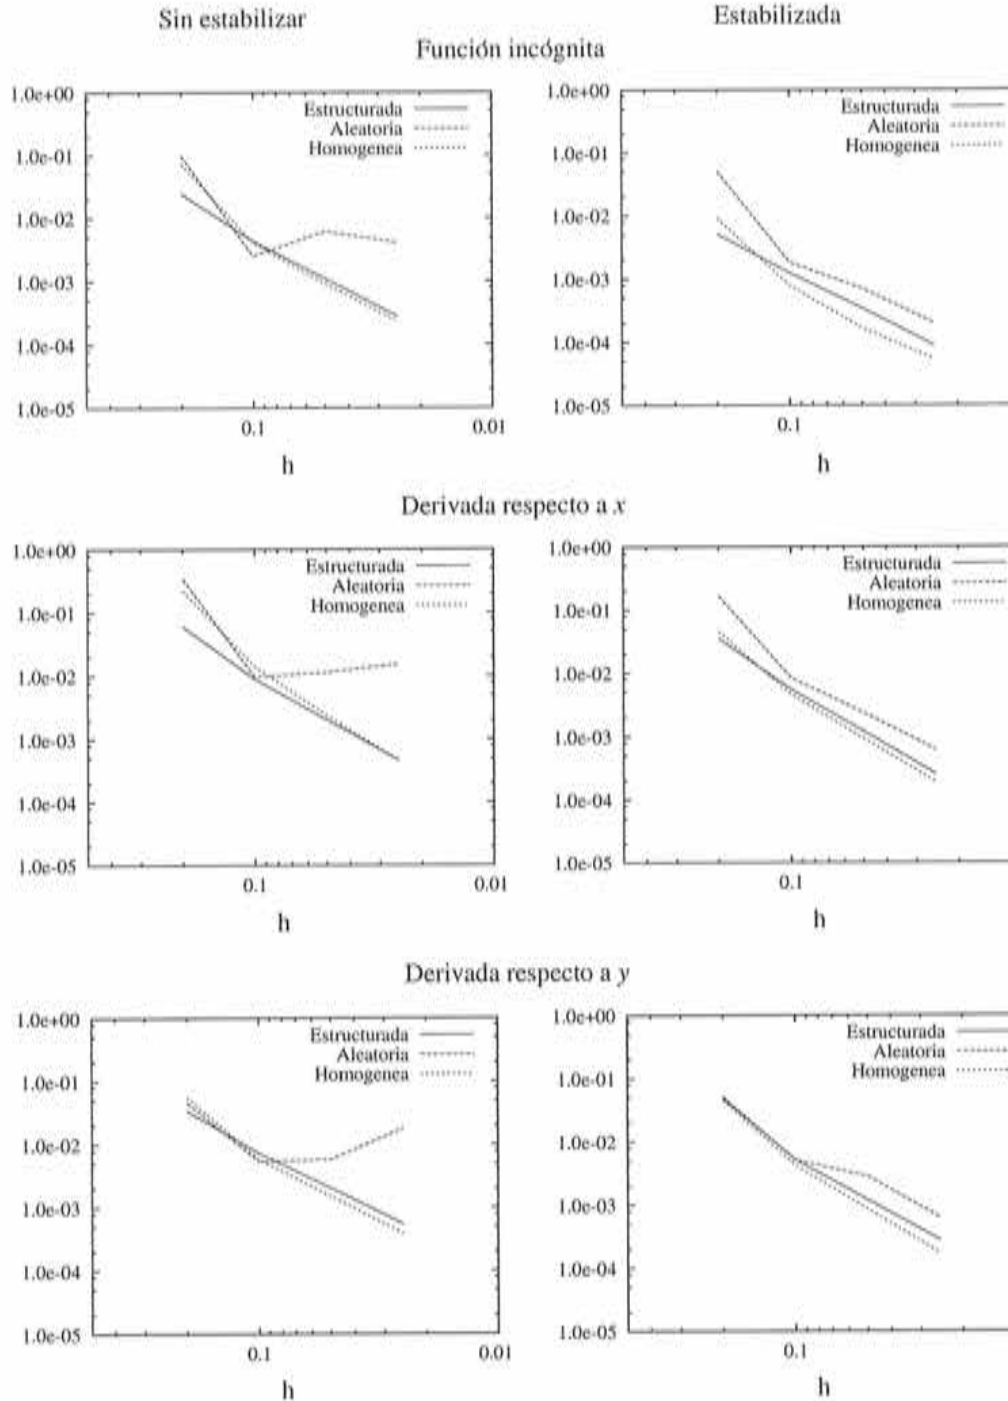 Sin estabilizar
Estabilizada
Función incógnita
1.0e+00
1.0e-01
1.0e-02
1.0e-03
1.0e-04
1.0e-05
Estructurada
Aleatoria
Homogenea
0.1
0.01
h
1.0e+00
1.0e-01
1.0e-02
1.0e-03
1.0e-04
1.0e-05
Estructurada
Aleatoria
Homogenea
0.1
h
Derivada respecto a x
1.0e+00
1.0e-01
1.0e-02
1.0e-03
1.0e-04
1.0e-05
Estructurada
Aleatoria
Homogenea
0.1
0.01
h
1.0e+00
1.0e-01
1.0e-02
1.0e-03
1.0e-04
1.0e-05
Estructurada
Aleatoria
Homogenea
0.1
h
Derivada respecto a y
1.0e+00
1.0e-01
1.0e-02
1.0e-03
1.0e-04
1.0e-05
Estructurada
Aleatoria
Homogenea
0.1
0.01
h
1.0e+00
1.0e-01
1.0e-02
1.0e-03
1.0e-04
1.0e-05
Estructurada
Aleatoria
Homogenea
0.1
h